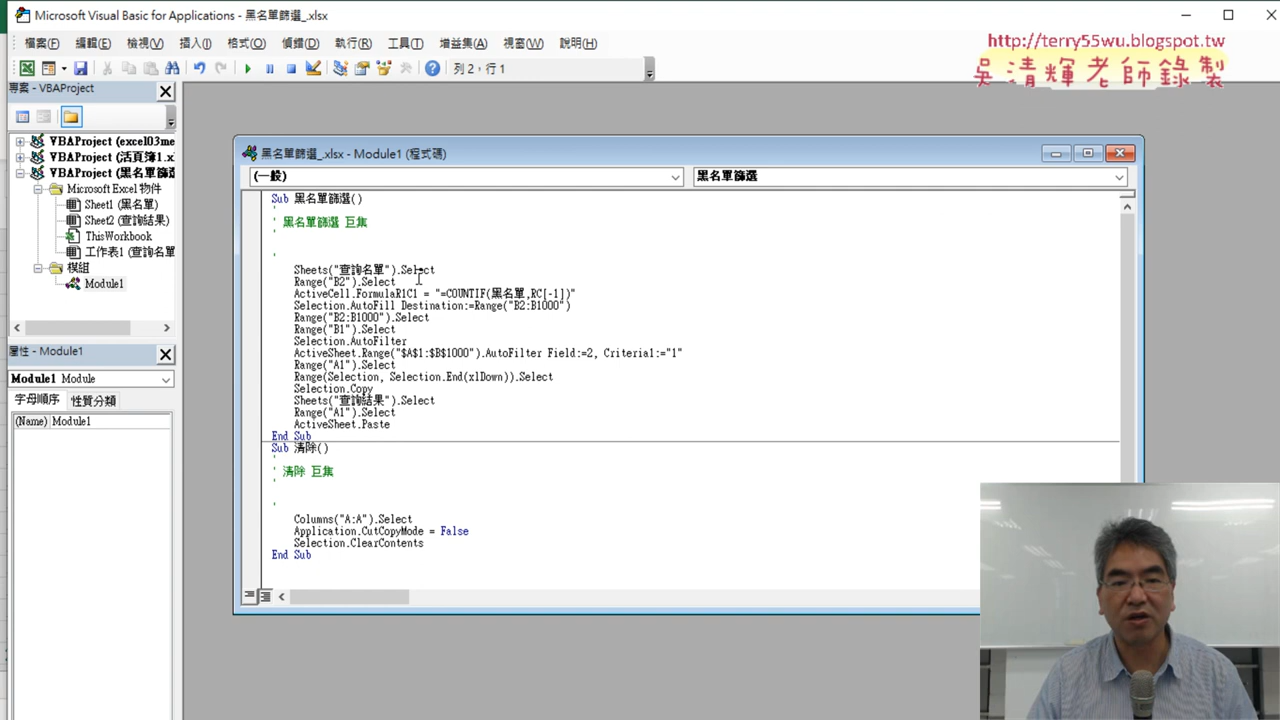 Microsoft Visual Basic for Applications - 黑名單篩選_.xlsx
http://terry55wu.blogspot.tw
吳清輝老師錄製
檔案(F) 編輯(E) 檢視(V) 插入(I) 格式(O) 偵錯(D) 執行(R) 工具(T) 增益集(A) 視窗(W) 說明(H)
列 2，行 1
專案 - VBAProject
VBAProject (excel03me
VBAProject (活頁簿1.x
VBAProject (黑名單篩選
Microsoft Excel 物件
Sheet1 (黑名單)
Sheet2 (查詢結果)
ThisWorkbook
工作表1 (查詢名單
模組
Module1
屬性 - Module1
Module1 Module
字母順序 性質分類
(Name) Module1
黑名單篩選_.xlsx - Module1 (程式碼)
(一般) 黑名單篩選
Sub 黑名單篩選()
'
' 黑名單篩選 巨集
'
'
Sheets("查詢名單").Select
Range("B2").Select
ActiveCell.FormulaR1C1 = "=COUNTIF(黑名單,RC[-1])"
Selection.AutoFill Destination:=Range("B2:B1000")
Range("B2:B1000").Select
Range("B1").Select
Selection.AutoFilter
ActiveSheet.Range("$A$1:$B$1000").AutoFilter Field:=2, Criteria1:="1"
Range("A1").Select
Range(Selection, Selection.End(xlDown)).Select
Selection.Copy
Sheets("查詢結果").Select
Range("A1").Select
ActiveSheet.Paste
End Sub
Sub 清除()
'
' 清除 巨集
'
'
Columns("A:A").Select
Application.CutCopyMode = False
Selection.ClearContents
End Sub